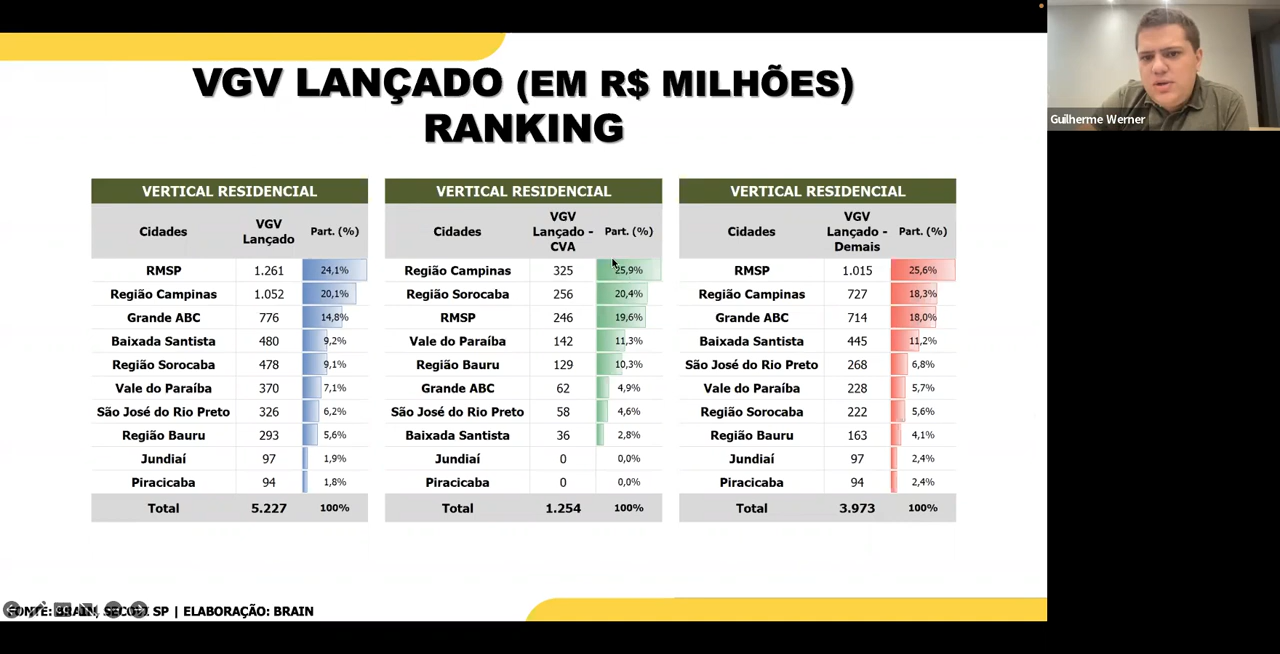 VGV LANÇADO (EM R$ MILHÕES)
RANKING
Guilherme Werner
VERTICAL RESIDENCIAL
Cidades VGV Lançado Part. (%)
RMSP 1.261 24,1%
Região Campinas 1.052 20,1%
Grande ABC 776 14,8%
Baixada Santista 480 9,2%
Região Sorocaba 478 9,1%
Vale do Paraíba 370 7,1%
São José do Rio Preto 326 6,2%
Região Bauru 293 5,6%
Jundiaí 97 1,9%
Piracicaba 94 1,8%
Total 5.227 100%
VERTICAL RESIDENCIAL
Cidades VGV Lançado - CVA Part. (%)
Região Campinas 325 25,9%
Região Sorocaba 256 20,4%
RMSP 246 19,6%
Vale do Paraíba 142 11,3%
Região Bauru 129 10,3%
Grande ABC 62 4,9%
São José do Rio Preto 58 4,6%
Baixada Santista 36 2,8%
Jundiaí 0 0,0%
Piracicaba 0 0,0%
Total 1.254 100%
VERTICAL RESIDENCIAL
Cidades VGV Lançado - Demais Part. (%)
RMSP 1.015 25,6%
Região Campinas 727 18,3%
Grande ABC 714 18,0%
Baixada Santista 445 11,2%
São José do Rio Preto 268 6,8%
Vale do Paraíba 228 5,7%
Região Sorocaba 222 5,6%
Região Bauru 163 4,1%
Jundiaí 97 2,4%
Piracicaba 94 2,4%
Total 3.973 100%
FONTE: BRAIN, SECOVI SP | ELABORAÇÃO: BRAIN